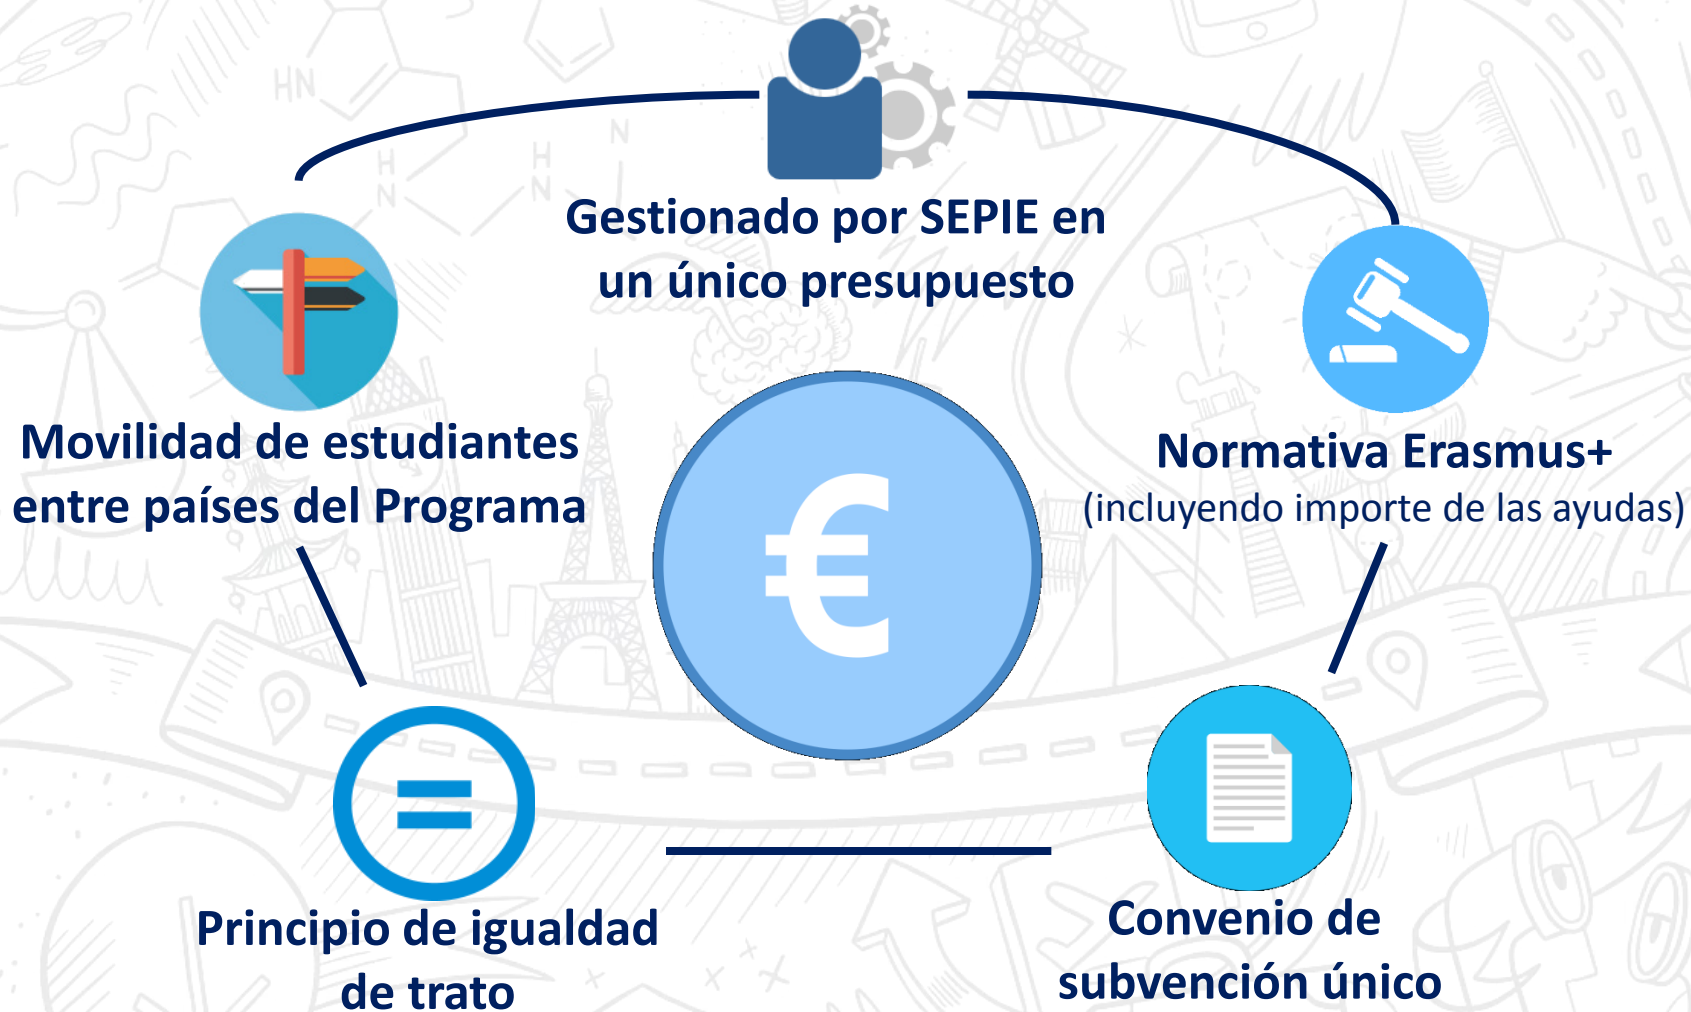 HN
N
H
N
H
N
Gestionado por SEPIE en
un único presupuesto
Movilidad de estudiantes
entre países del Programa
€
Normativa Erasmus+
(incluyendo importe de las ayudas)
=
Principio de igualdad
de trato
Convenio de
subvención único